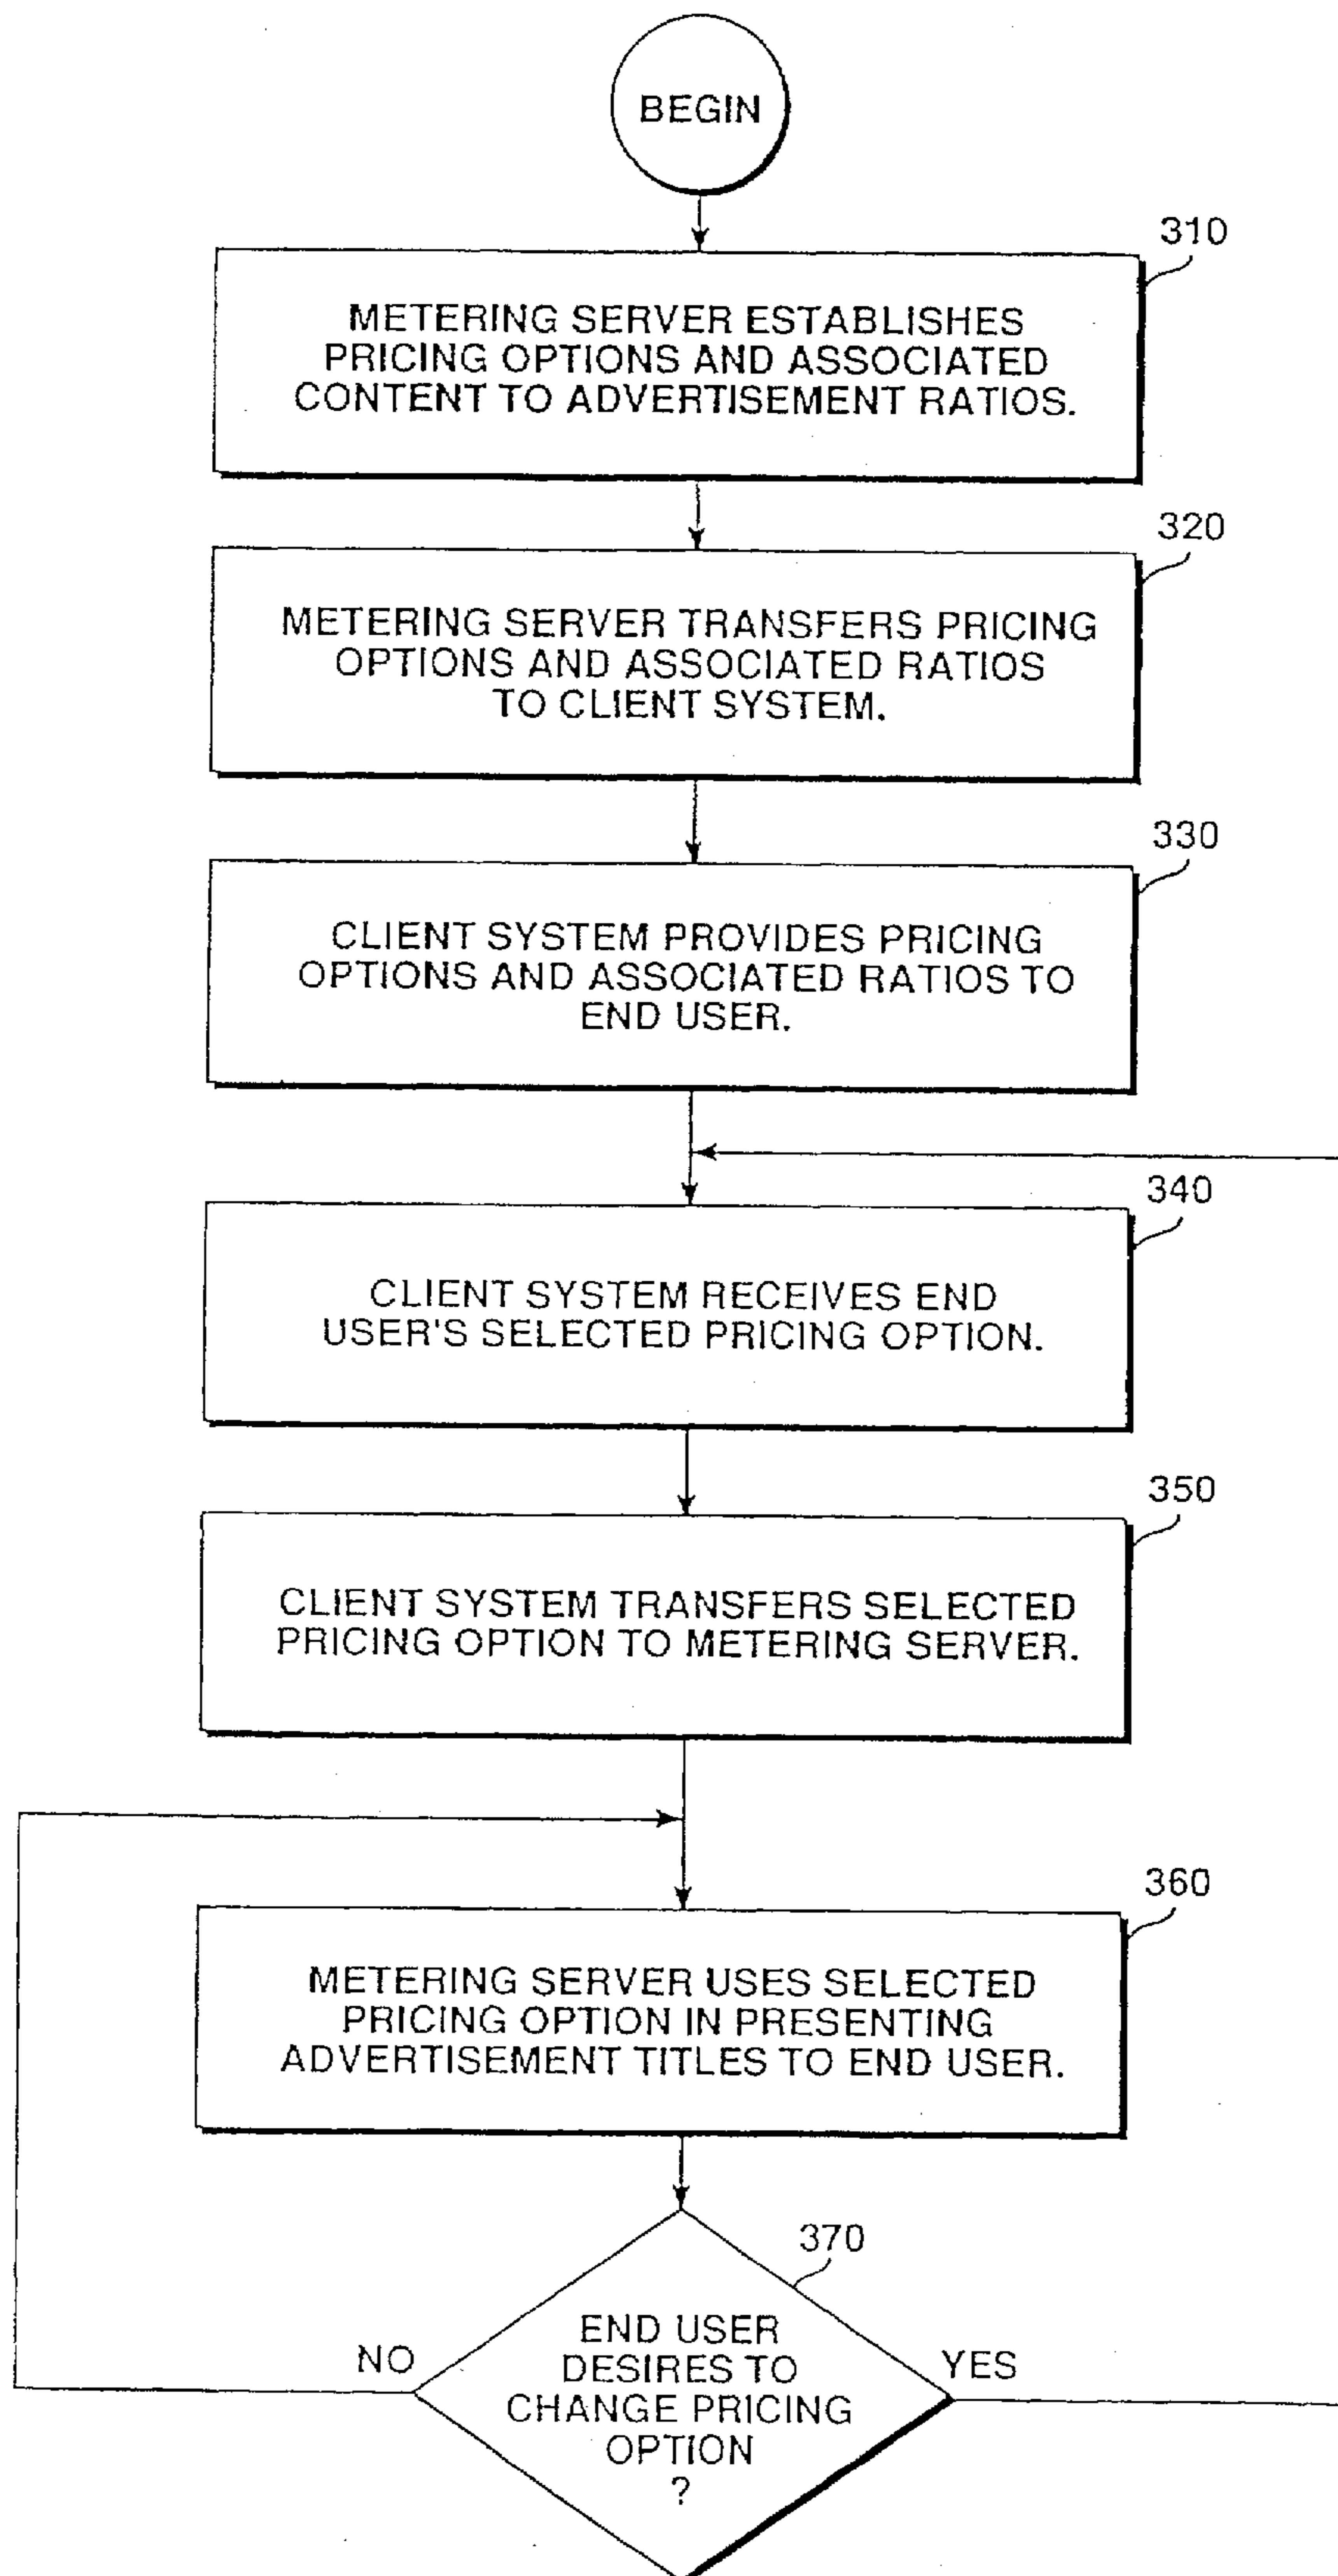 BEGIN
310
METERING SERVER ESTABLISHES
PRICING OPTIONS AND ASSOCIATED
CONTENT TO ADVERTISEMENT RATIOS.
320
METERING SERVER TRANSFERS PRICING
OPTIONS AND ASSOCIATED RATIOS
TO CLIENT SYSTEM.
330
CLIENT SYSTEM PROVIDES PRICING
OPTIONS AND ASSOCIATED RATIOS TO
END USER.
340
CLIENT SYSTEM RECEIVES END
USER'S SELECTED PRICING OPTION.
350
CLIENT SYSTEM TRANSFERS SELECTED
PRICING OPTION TO METERING SERVER.
360
METERING SERVER USES SELECTED
PRICING OPTION IN PRESENTING
ADVERTISEMENT TITLES TO END USER.
370
NO
YES
END USER
DESIRES TO
CHANGE PRICING
OPTION
?